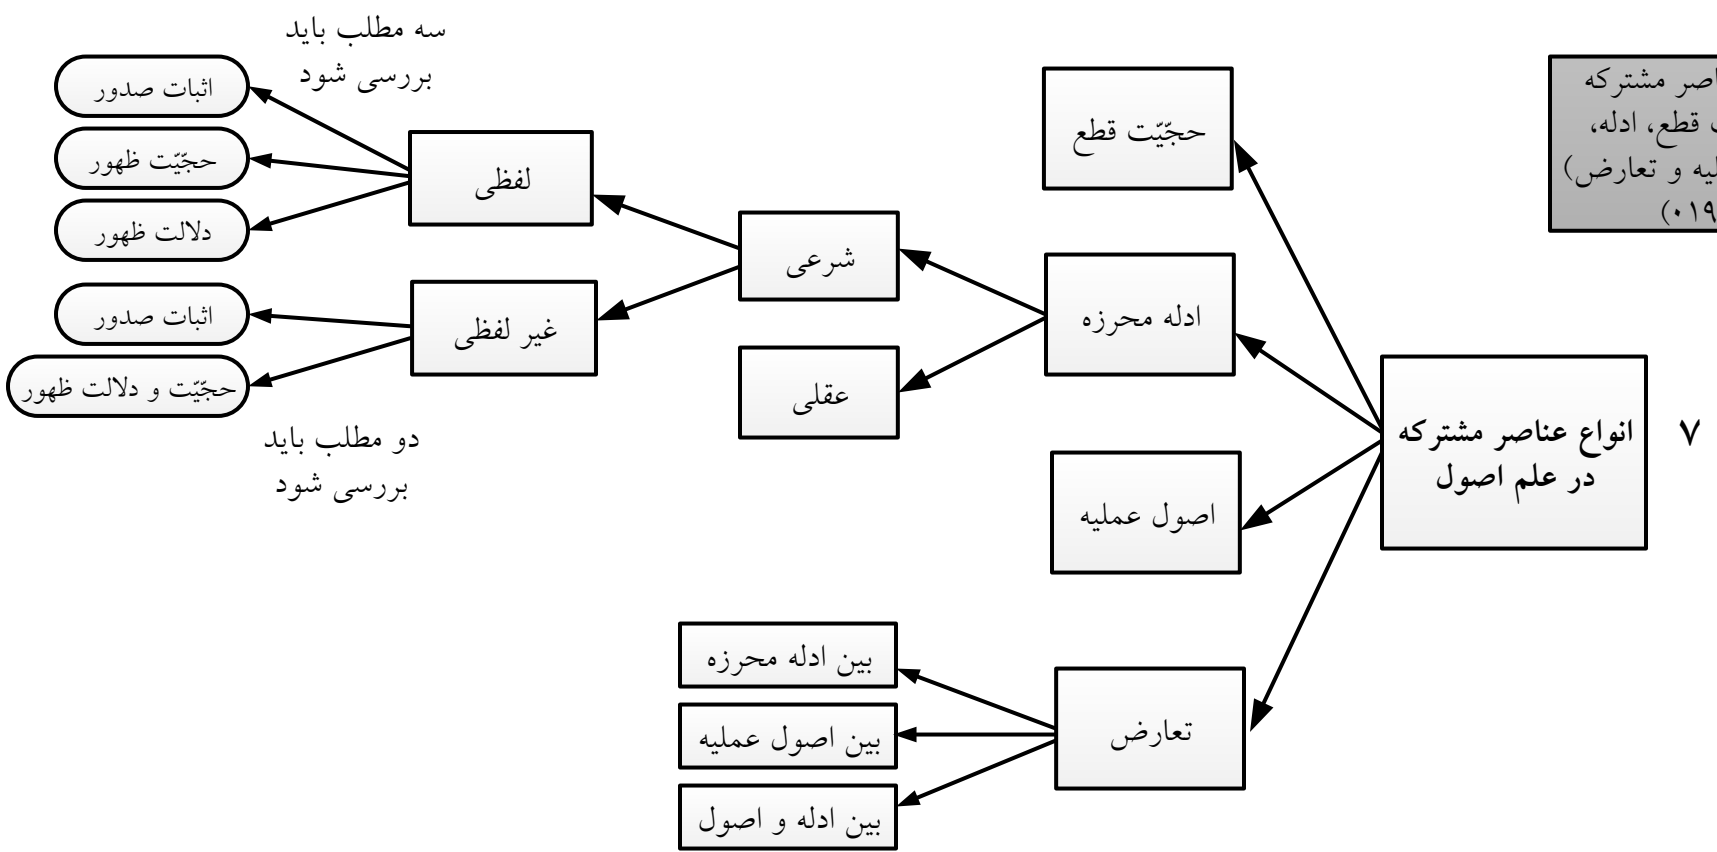 مشترکه
قطع، ادله،
و تعارض)
۷
انواع عناصر مشترکه
در علم اصول
حجّیّت قطع
ادله محرزه
اصول عملیه
تعارض
شرعی
عقلی
لفظی
غیر لفظی
سه مطلب باید
بررسی شود
اثبات صدور
حجّیّت ظهور
دلالت ظهور
اثبات صدور
حجّیّت و دلالت ظهور
دو مطلب باید
بررسی شود
بین ادله محرزه
بین اصول عملیه
بین ادله و اصول